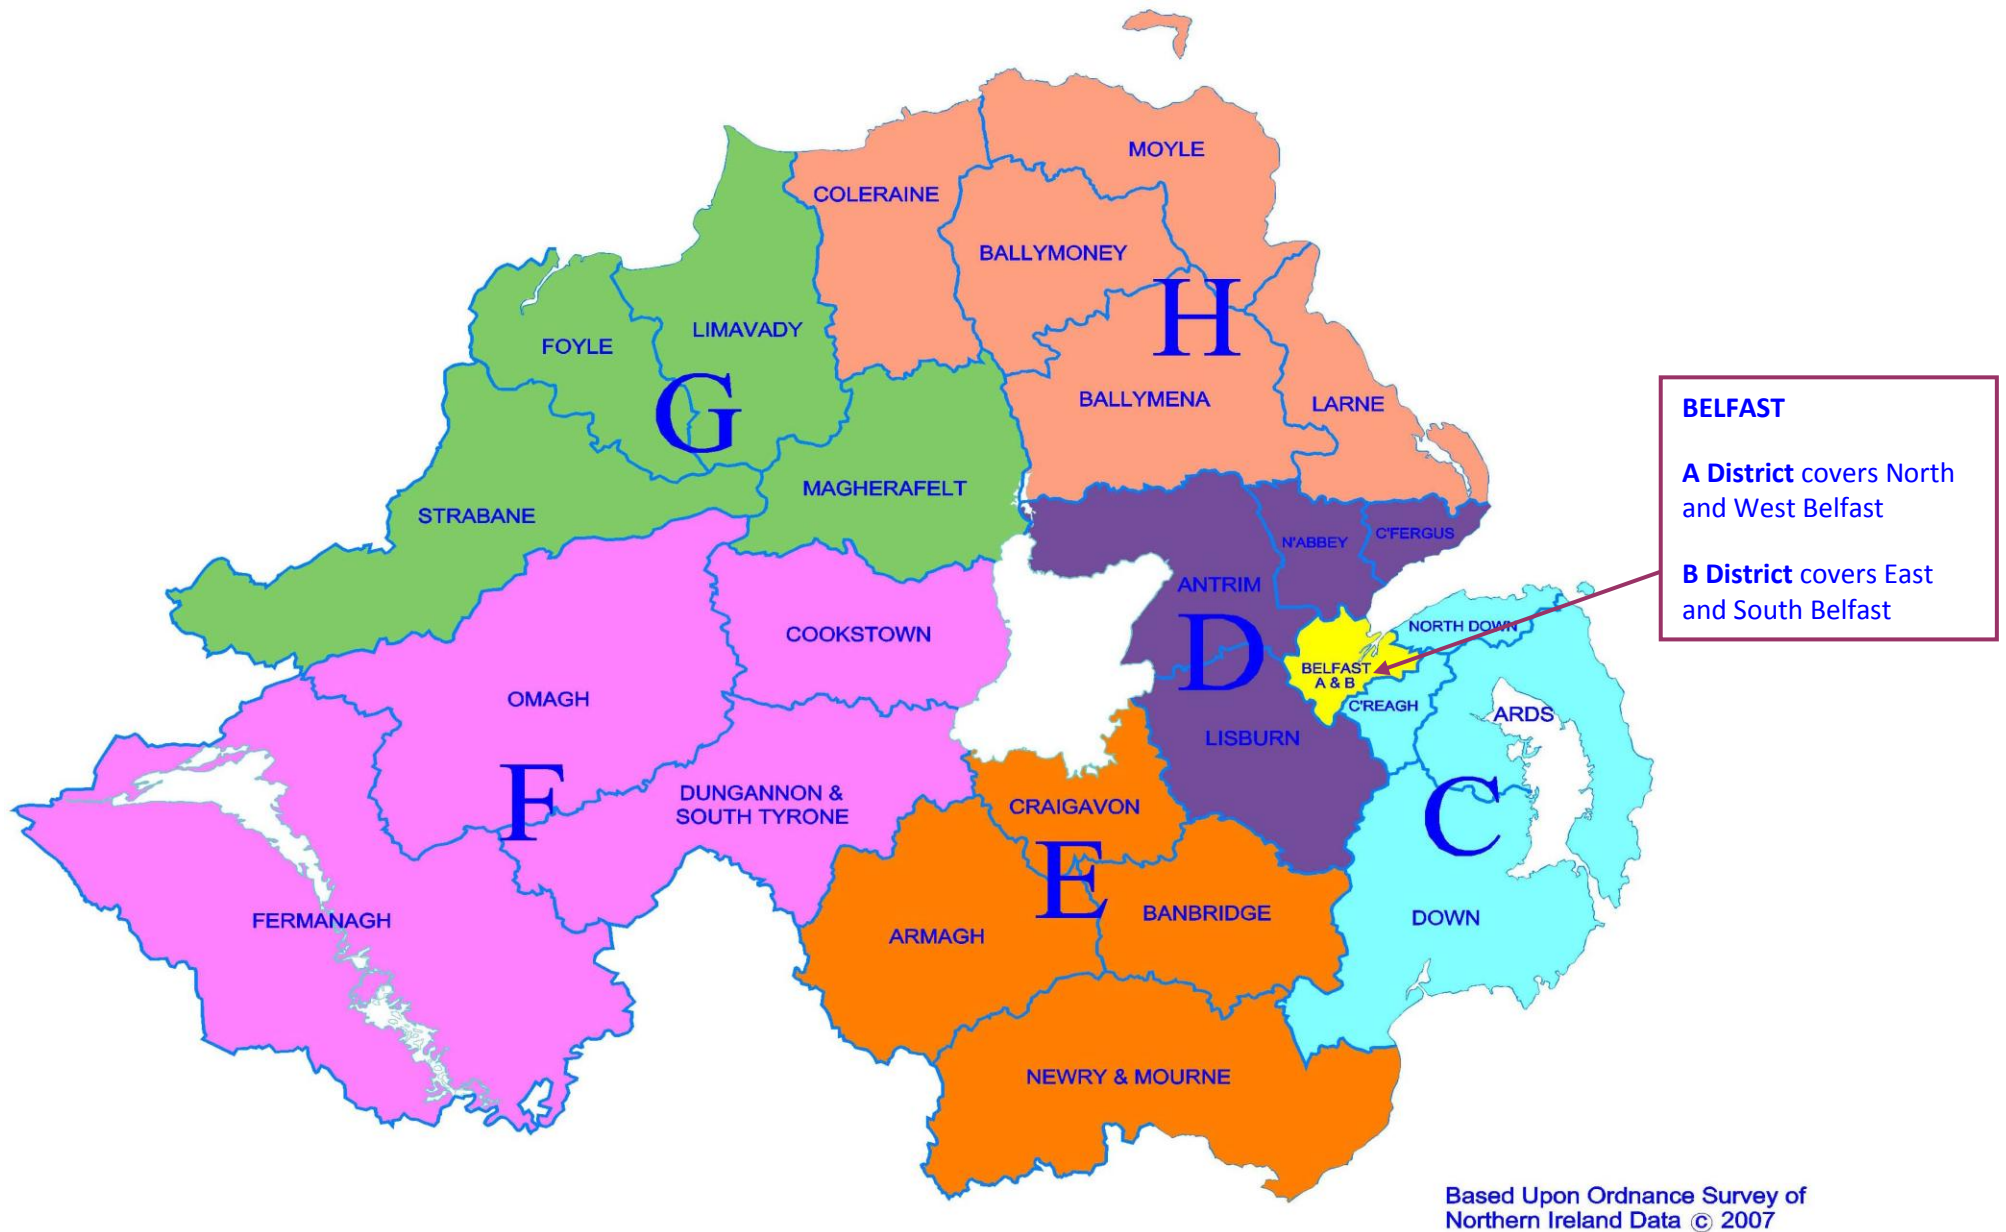 MOYLE
COLERAINE
BALLYMONEY
H
LIMAVADY
FOYLE
G
BALLYMENA
LARNE
MAGHERAFELT
STRABANE
N'ABBEY
C'FERGUS
ANTRIM
D
COOKSTOWN
NORTH DOWN
BELFAST
A & B
OMAGH
C'REAGH
ARDS
LISBURN
F
DUNGANNON &
SOUTH TYRONE
CRAIGAVON
C
E
FERMANAGH
ARMAGH
BANBRIDGE
DOWN
NEWRY & MOURNE
BELFAST
A District covers North
and West Belfast
B District covers East
and South Belfast
Based Upon Ordnance Survey of
Northern Ireland Data © 2007